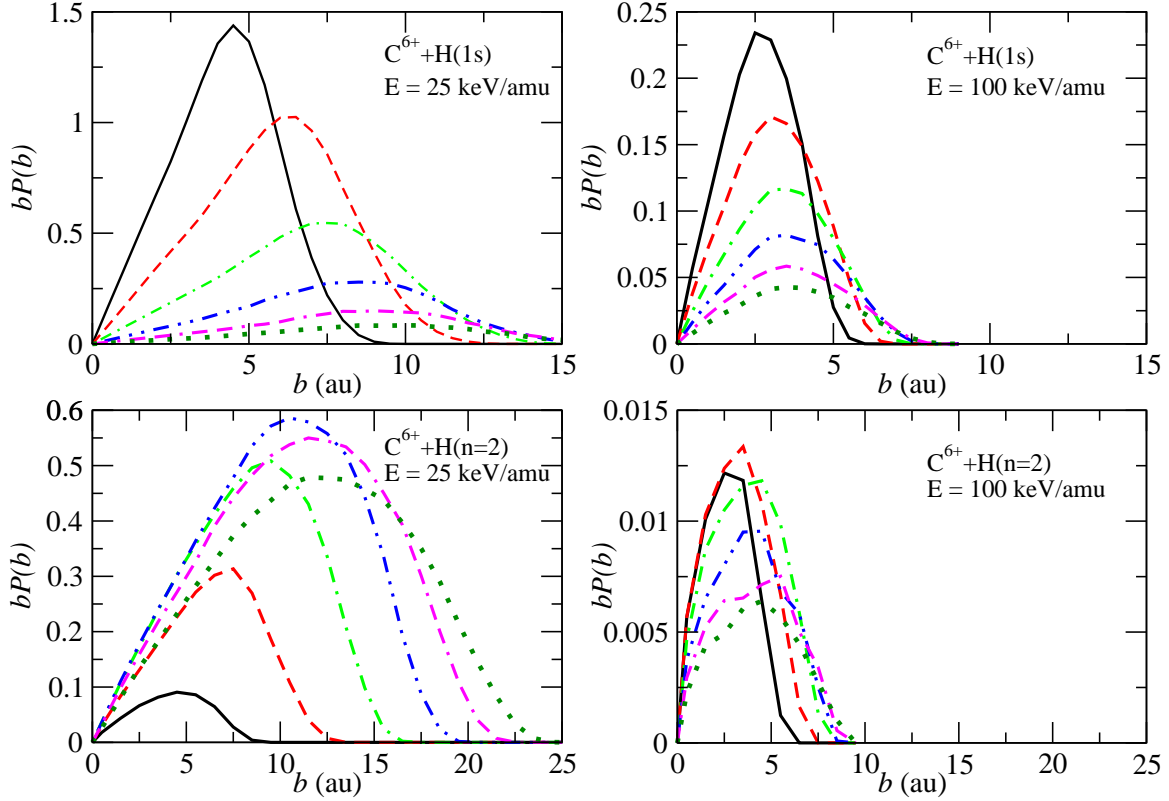 1.5
1
0.5
0
bP(b)
C⁶⁺+H(1s)
E = 25 keV/amu
0 5 10 15
b (au)
0.25
0.2
0.15
0.1
0.05
0
bP(b)
C⁶⁺+H(1s)
E = 100 keV/amu
0 5 10 15
b (au)
0.6
0.5
0.4
0.3
0.2
0.1
0
bP(b)
C⁶⁺+H(n=2)
E = 25 keV/amu
0 5 10 15 20 25
b (au)
0.015
0.01
0.005
0
bP(b)
C⁶⁺+H(n=2)
E = 100 keV/amu
0 5 10 15 20 25
b (au)